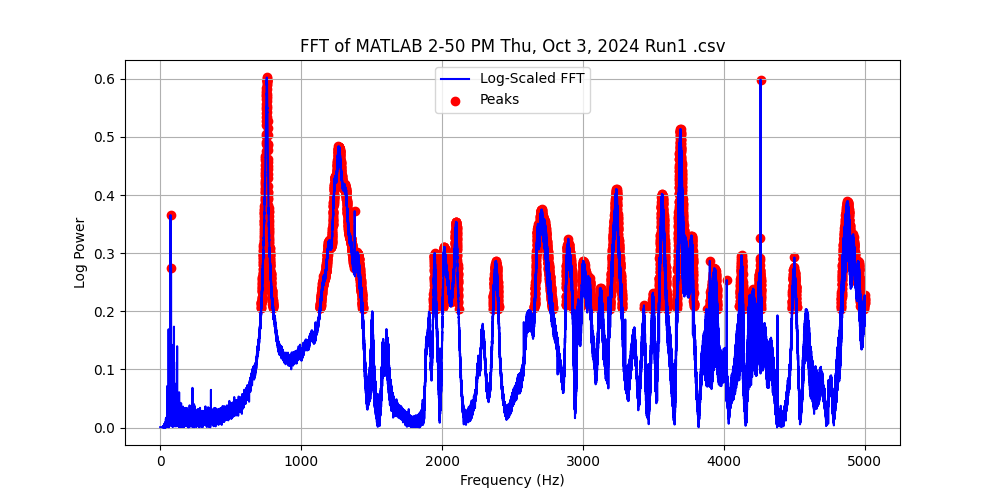 FFT of MATLAB 2-50 PM Thu, Oct 3, 2024 Run1 .csv
Log-Scaled FFT
Peaks
Log Power
0.6
0.5
0.4
0.3
0.2
0.1
0.0
0 1000 2000 3000 4000 5000
Frequency (Hz)